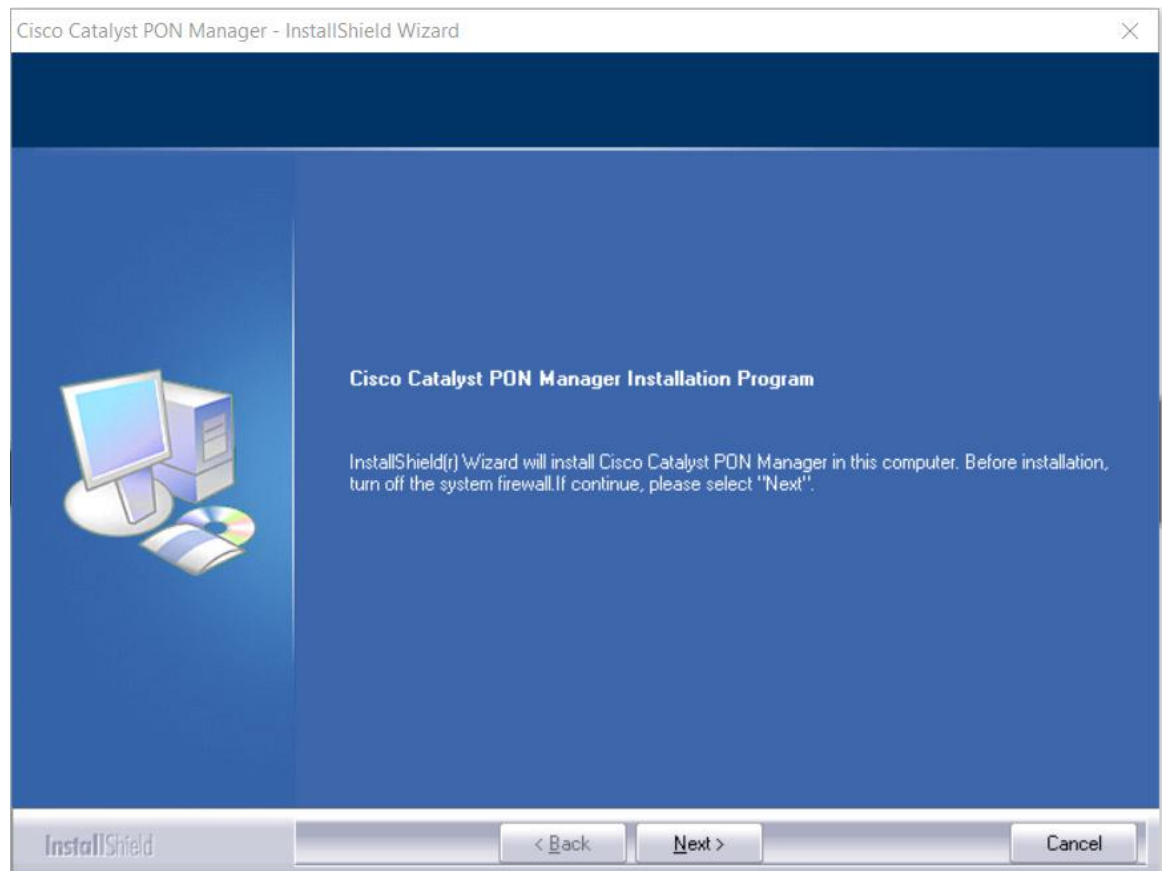 Cisco Catalyst PON Manager - InstallShield Wizard
Cisco Catalyst PON Manager Installation Program
InstallShield(r) Wizard will install Cisco Catalyst PON Manager in this computer. Before installation,
turn off the system firewall.If continue, please select "Next".
InstallShield
< Back
Next >
Cancel